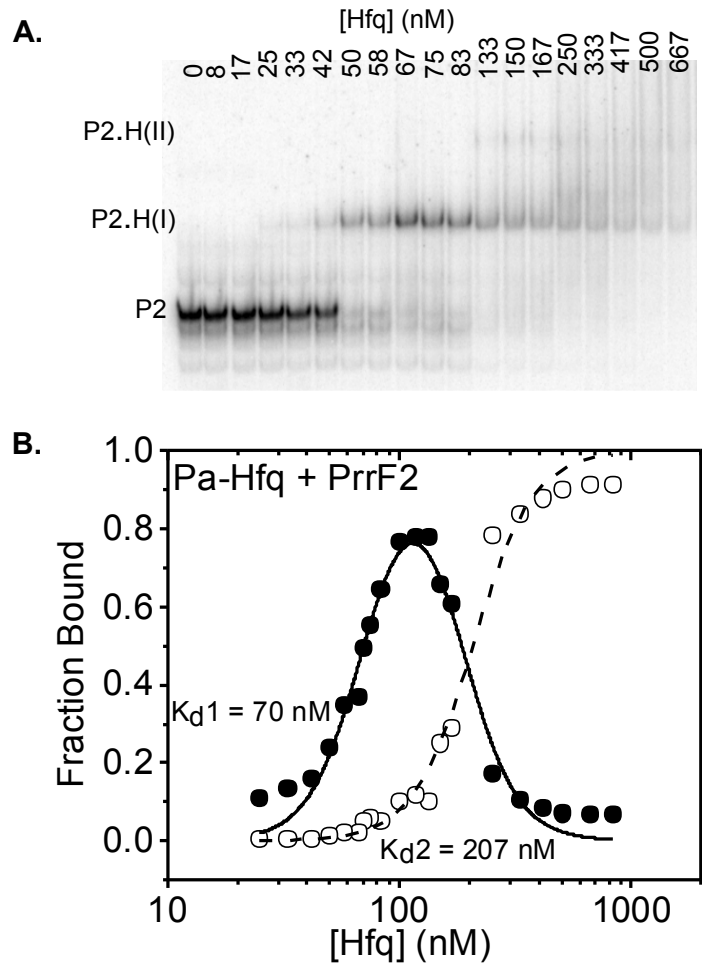 A.
[Hfq] (nM)
0 8 17 25 33 42 50 58 67 75 83 133 150 167 250 333 417 500 667
P2.H(II)
P2.H(I)
P2
B.
1.0
Pa-Hfq + PrrF2
0.8
0.6
0.4
Kd1 = 70 nM
0.2
0.0
Kd2 = 207 nM
Fraction Bound
10 100 1000
[Hfq] (nM)